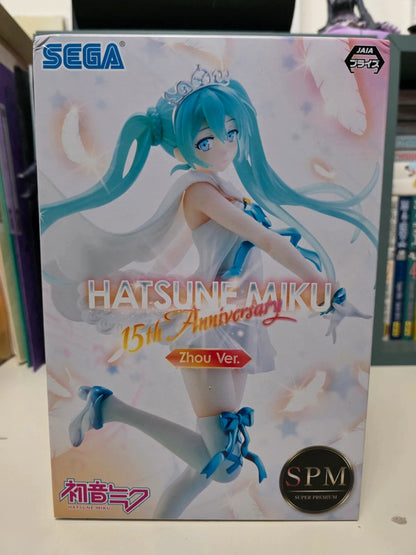 SEGA
JAIA
プライズ
HATSUNE MIKU
15th Anniversary
Zhou Ver.
初音ミク
HATSUNE MIKU
SPM
SUPER PREMIUM